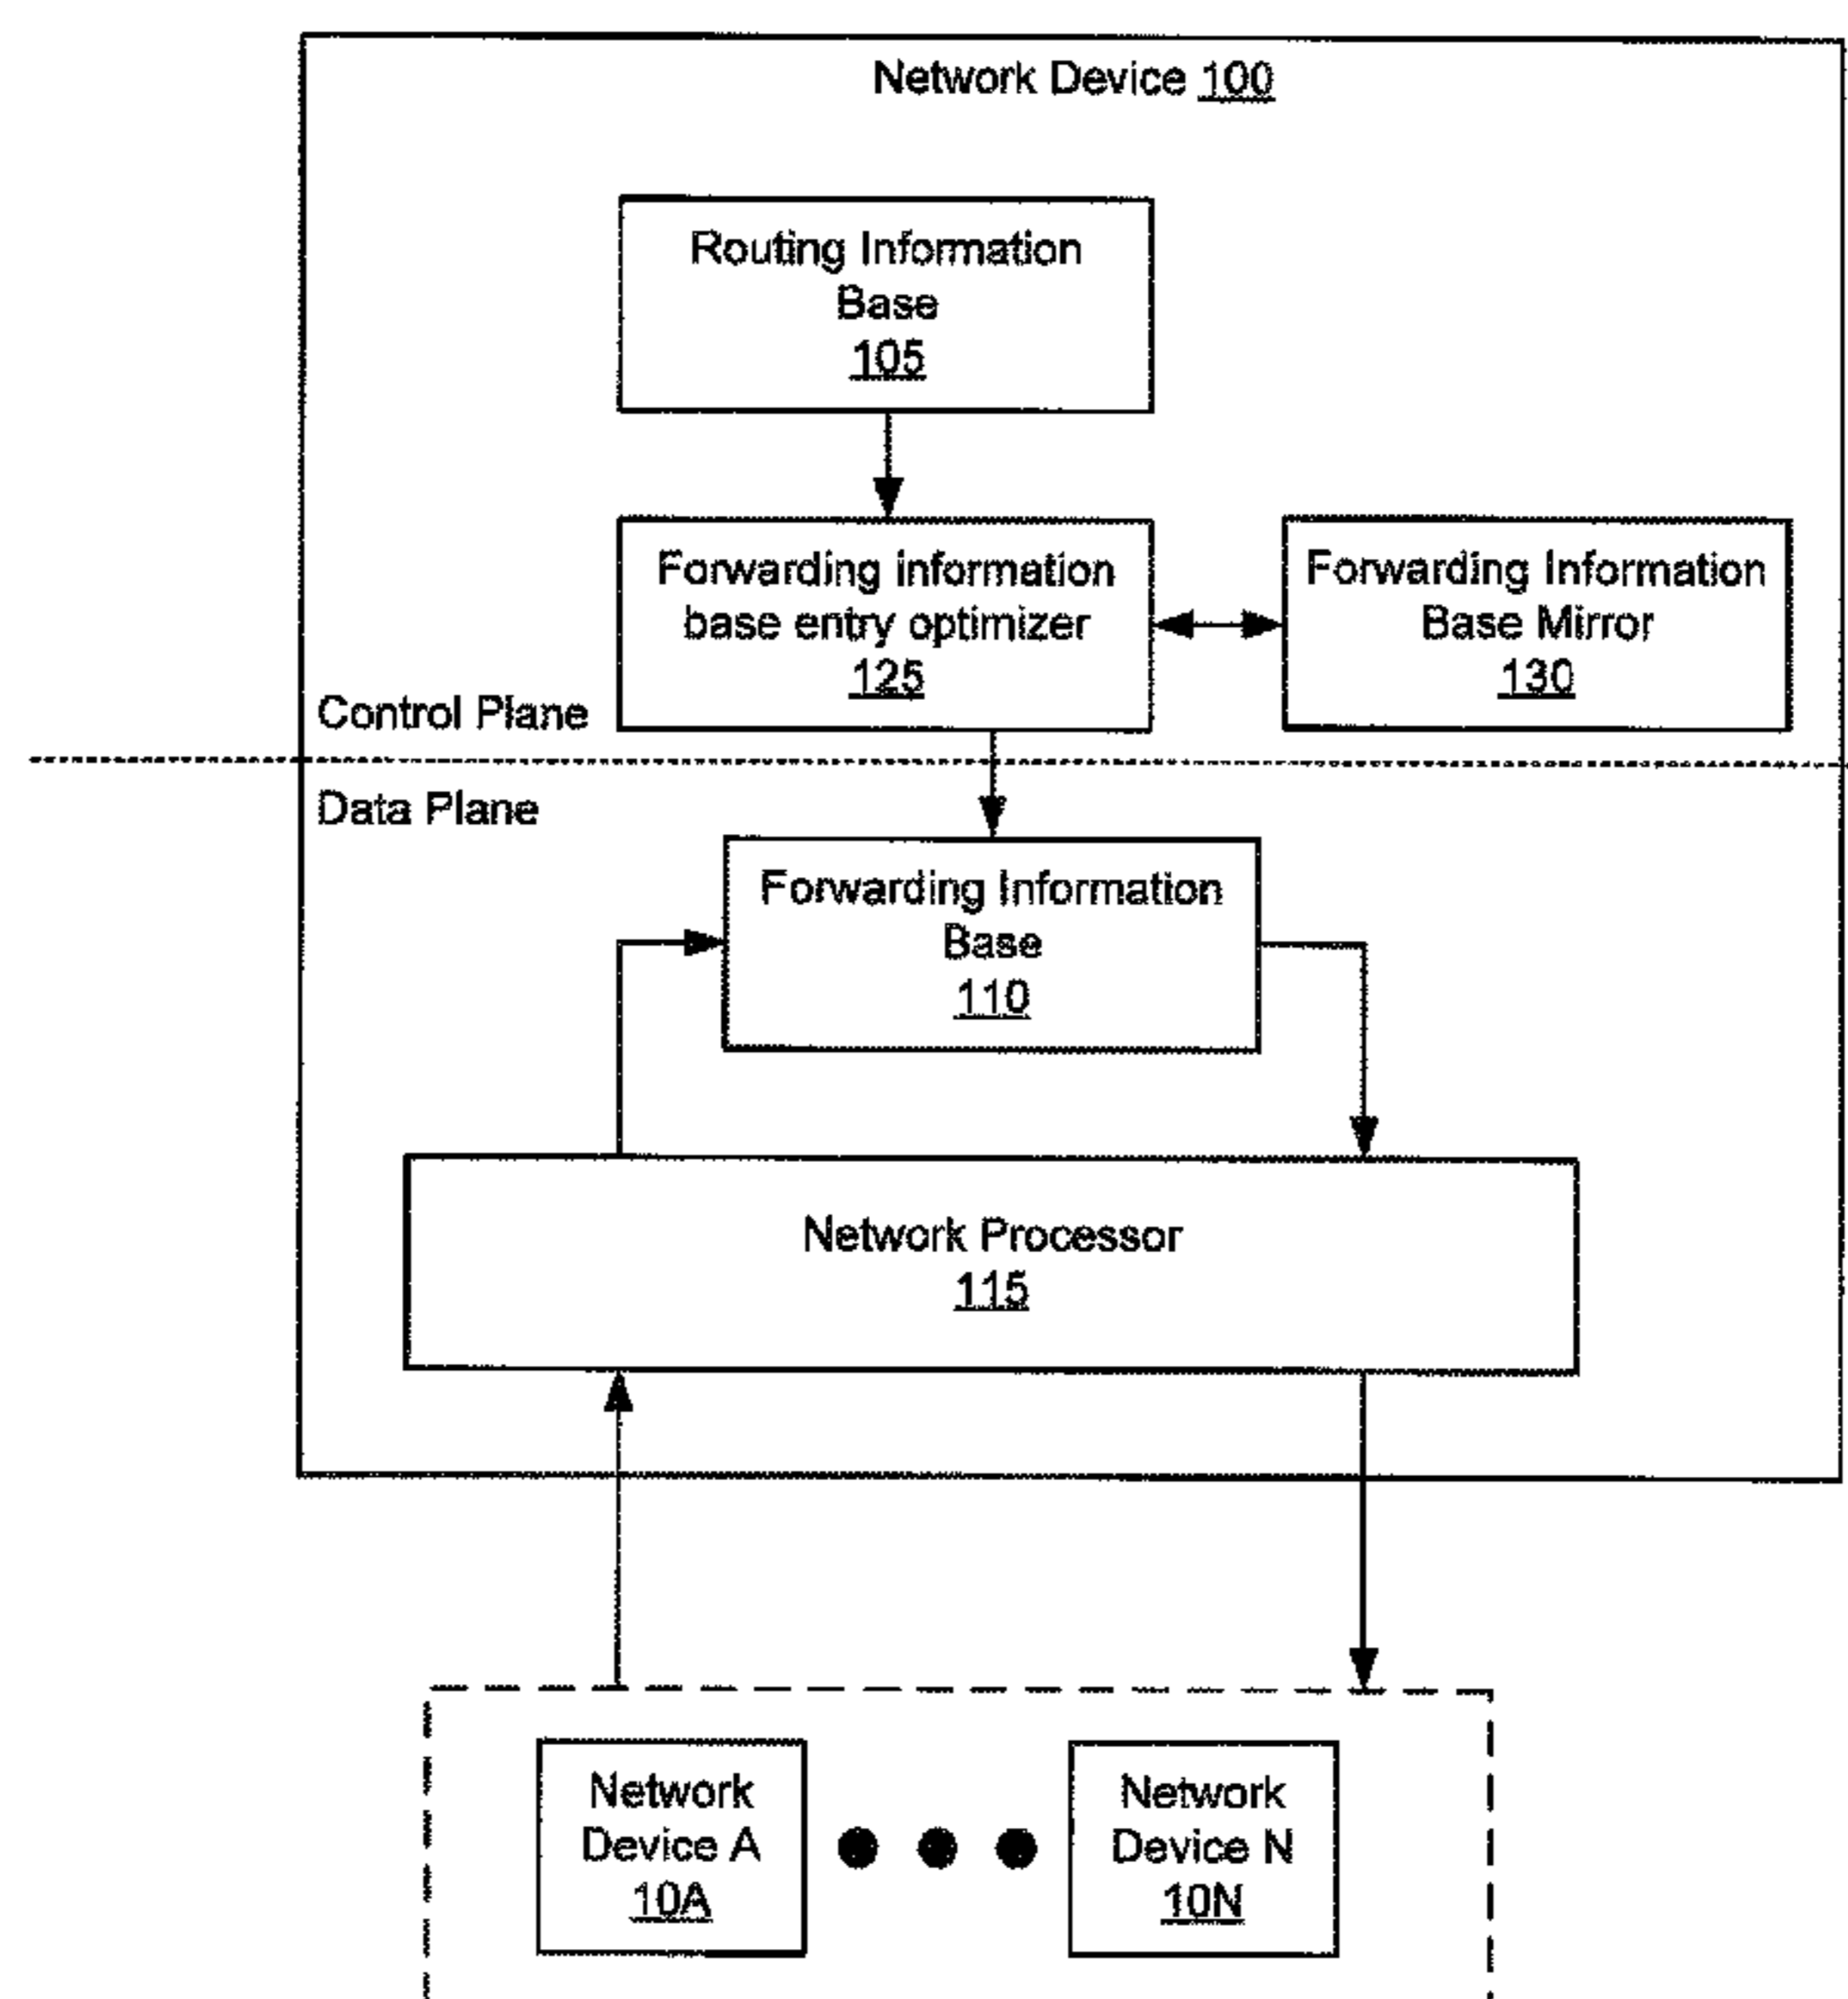 Network Device 100
Routing Information
Base
105
Forwarding information
base entry optimizer
125
Forwarding Information
Base Mirror
130
Control Plane
Data Plane
Forwarding Information
Base
110
Network Processor
115
Network
Device A
10A
Network
Device N
10N